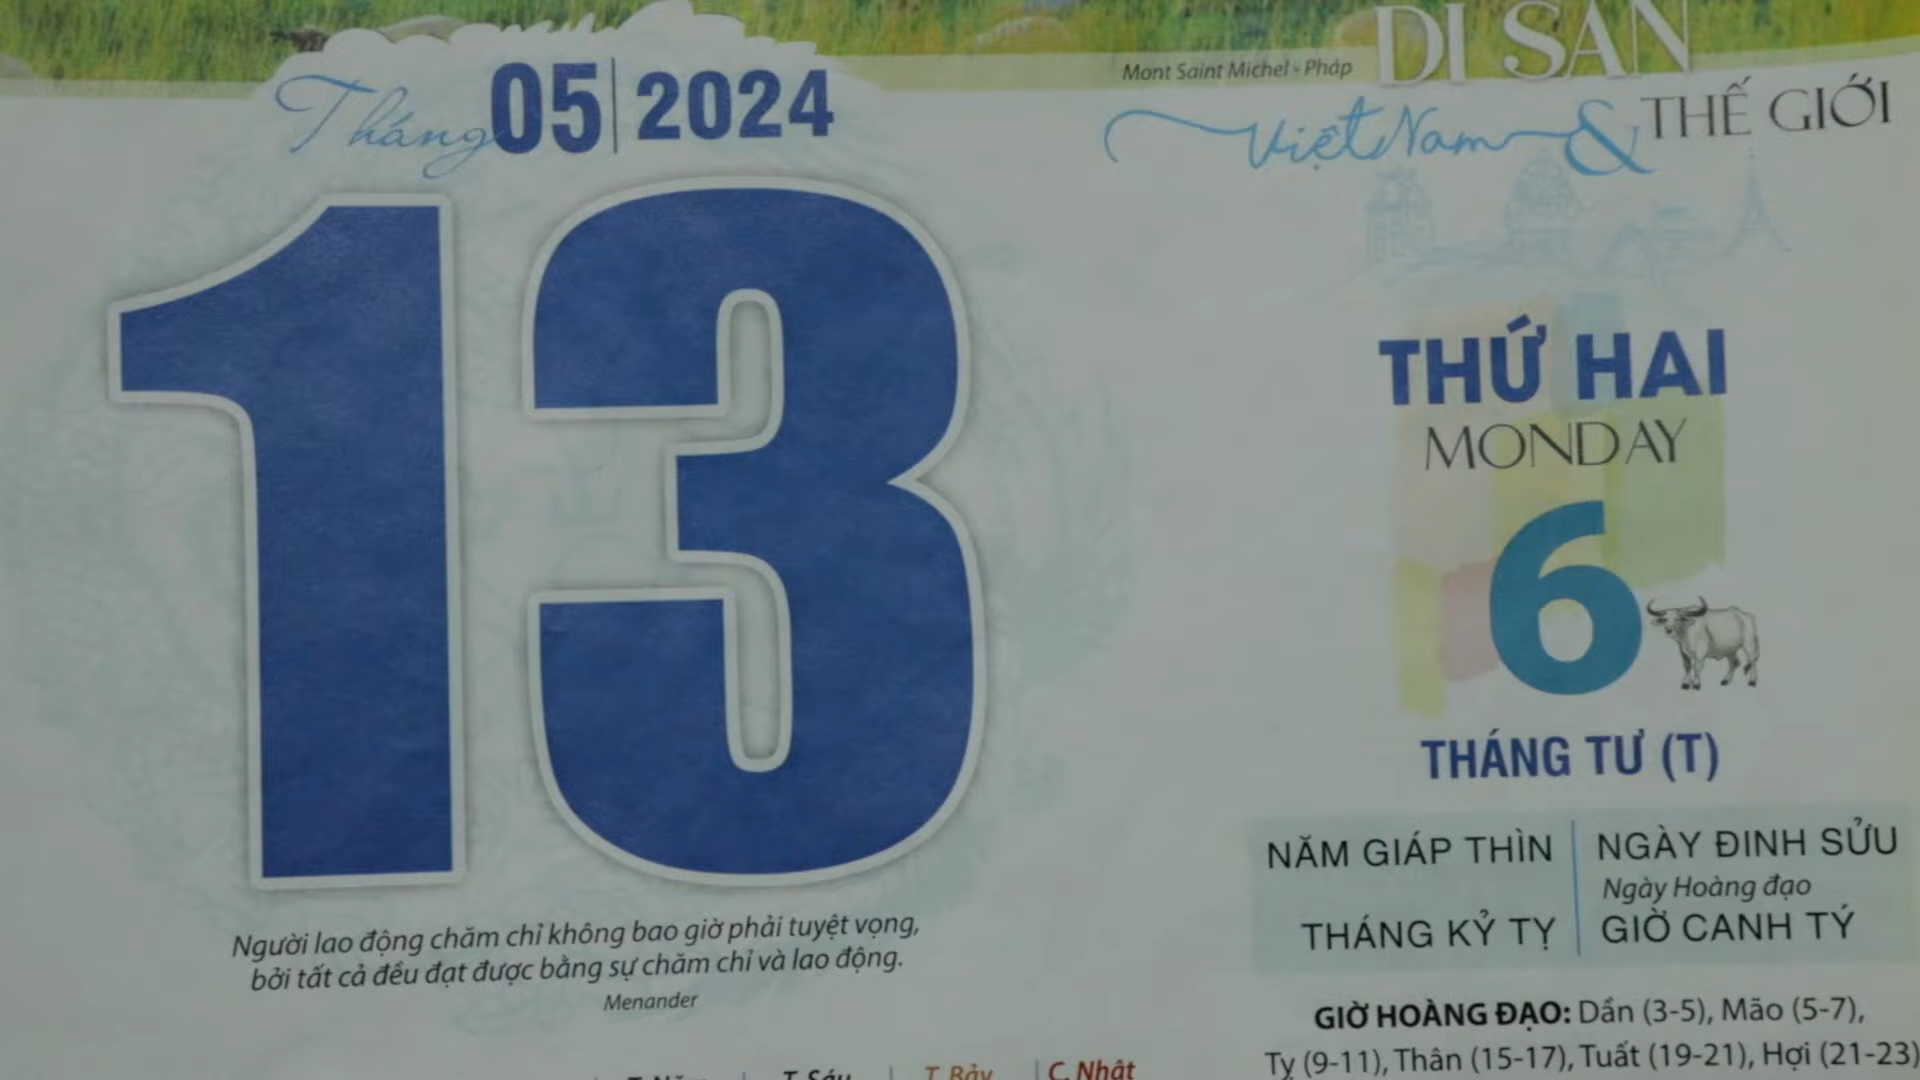 Tháng 05 | 2024
Mont Saint Michel - Pháp
DI SẢN
Việt Nam & THẾ GIỚI
13
THỨ HAI
MONDAY
6
THÁNG TƯ (T)
NĂM GIÁP THÌN
THÁNG KỶ TỴ
NGÀY ĐINH SỬU
Ngày Hoàng đạo
GIỜ CANH TÝ
Người lao động chăm chỉ không bao giờ phải tuyệt vọng,
bởi tất cả đều đạt được bằng sự chăm chỉ và lao động.
Menander
GIỜ HOÀNG ĐẠO: Dần (3-5), Mão (5-7),
Tỵ (9-11), Thân (15-17), Tuất (19-21), Hợi (21-23)
T. Năm T. Sáu T. Bảy C. Nhật